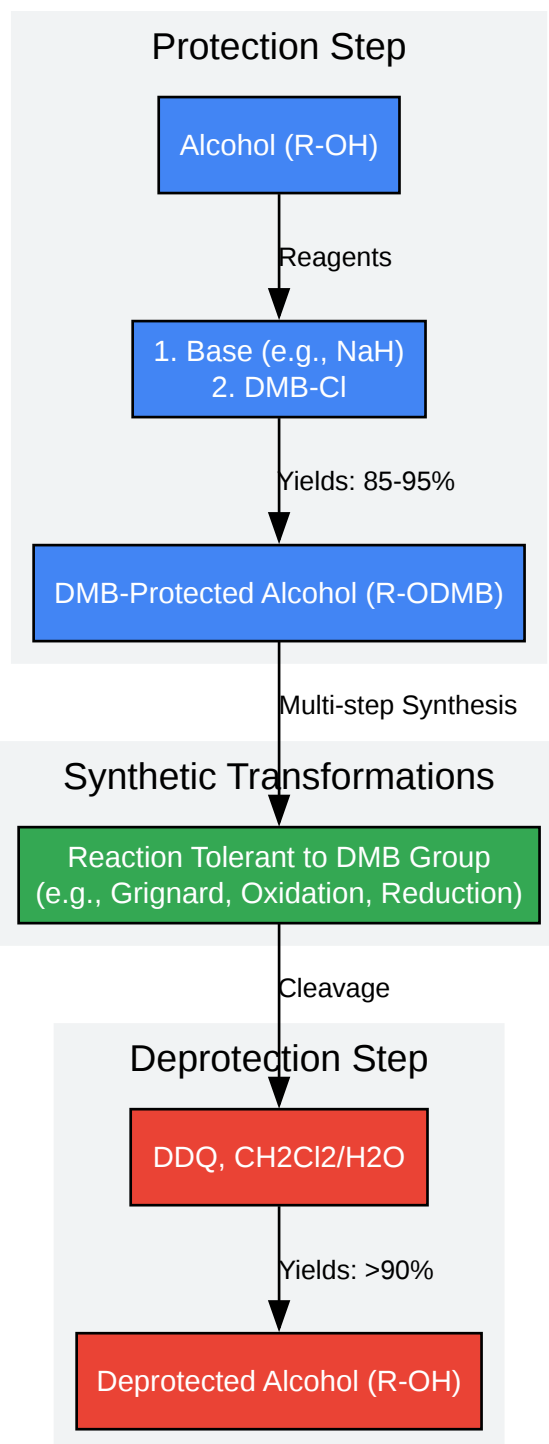 Protection Step
Alcohol (R-OH)
Reagents
1. Base (e.g., NaH)
2. DMB-Cl
Yields: 85-95%
DMB-Protected Alcohol (R-ODMB)
Multi-step Synthesis
Synthetic Transformations
Reaction Tolerant to DMB Group
(e.g., Grignard, Oxidation, Reduction)
Cleavage
Deprotection Step
DDQ, CH2Cl2/H2O
Yields: >90%
Deprotected Alcohol (R-OH)